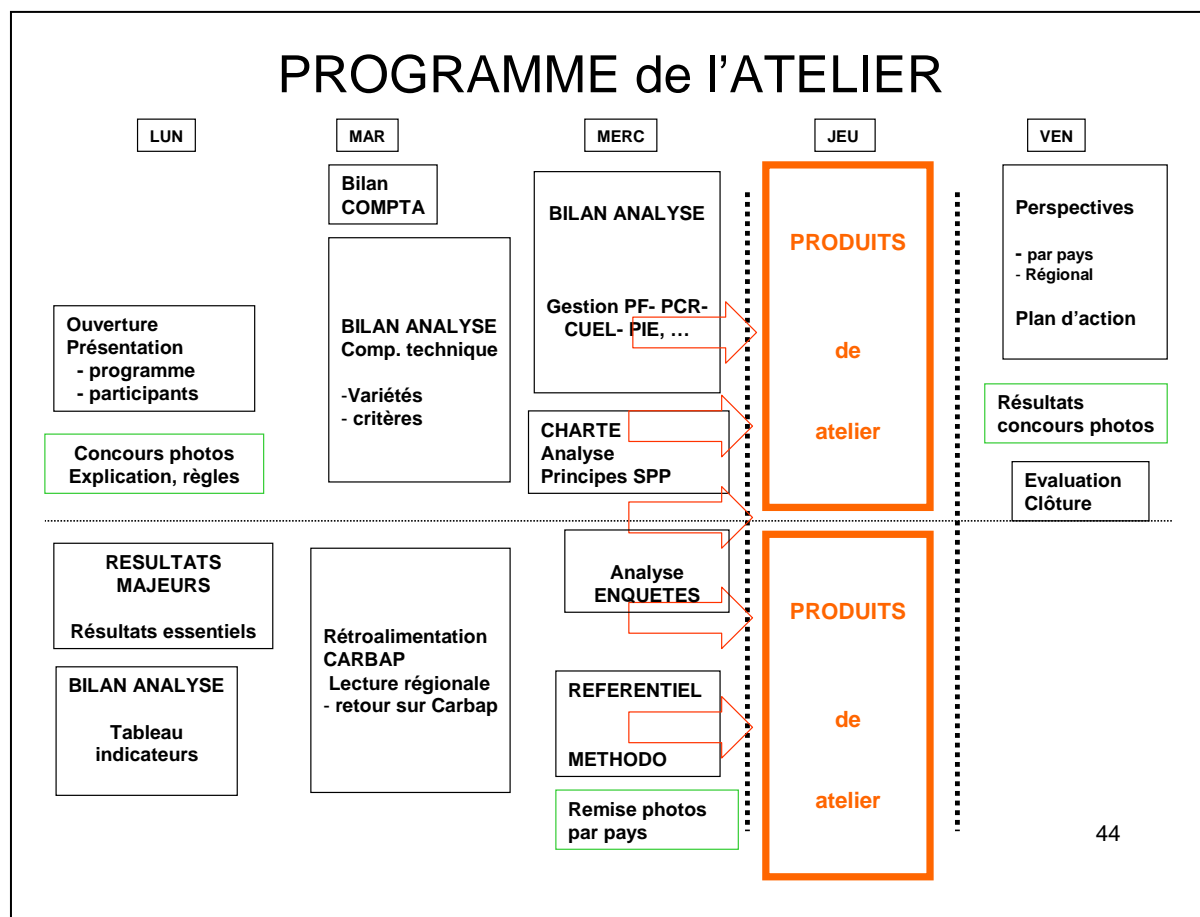 PROGRAMME de l'ATELIER
LUN
MAR
MERC
JEU
VEN
Ouverture
Présentation
- programme
- participants
Concours photos
Explication, règles
RESULTATS
MAJEURS
Résultats essentiels
BILAN ANALYSE
Tableau
indicateurs
Bilan
COMPTA
BILAN ANALYSE
Comp. technique
-Variétés
- critères
Rétroalimentation
CARBAP
Lecture régionale
- retour sur Carbap
BILAN ANALYSE
Gestion PF- PCR-
CUEL- PIE, …
CHARTE
Analyse
Principes SPP
Analyse
ENQUETES
REFERENTIEL
METHODO
Remise photos
par pays
PRODUITS
de
atelier
PRODUITS
de
atelier
Perspectives
- par pays
- Régional
Plan d'action
Résultats
concours photos
Evaluation
Clôture
44